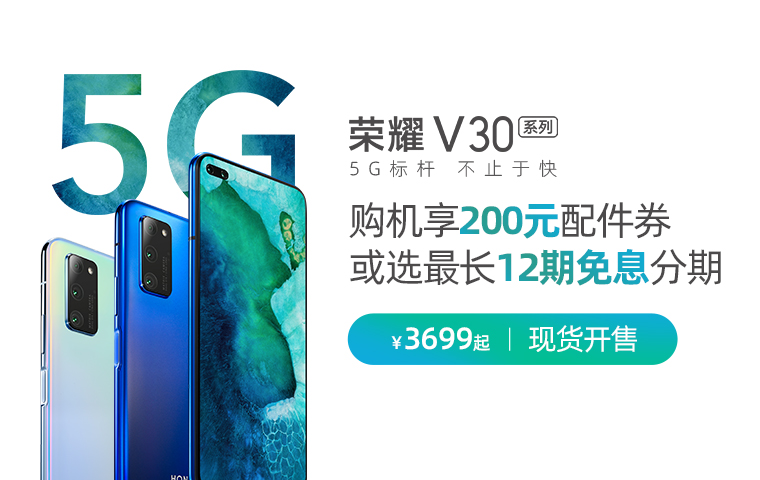 5G
荣耀 V30 系列
5G标杆 不止于快
购机享200元配件券
或选最长12期免息分期
¥3699起 | 现货开售
HON